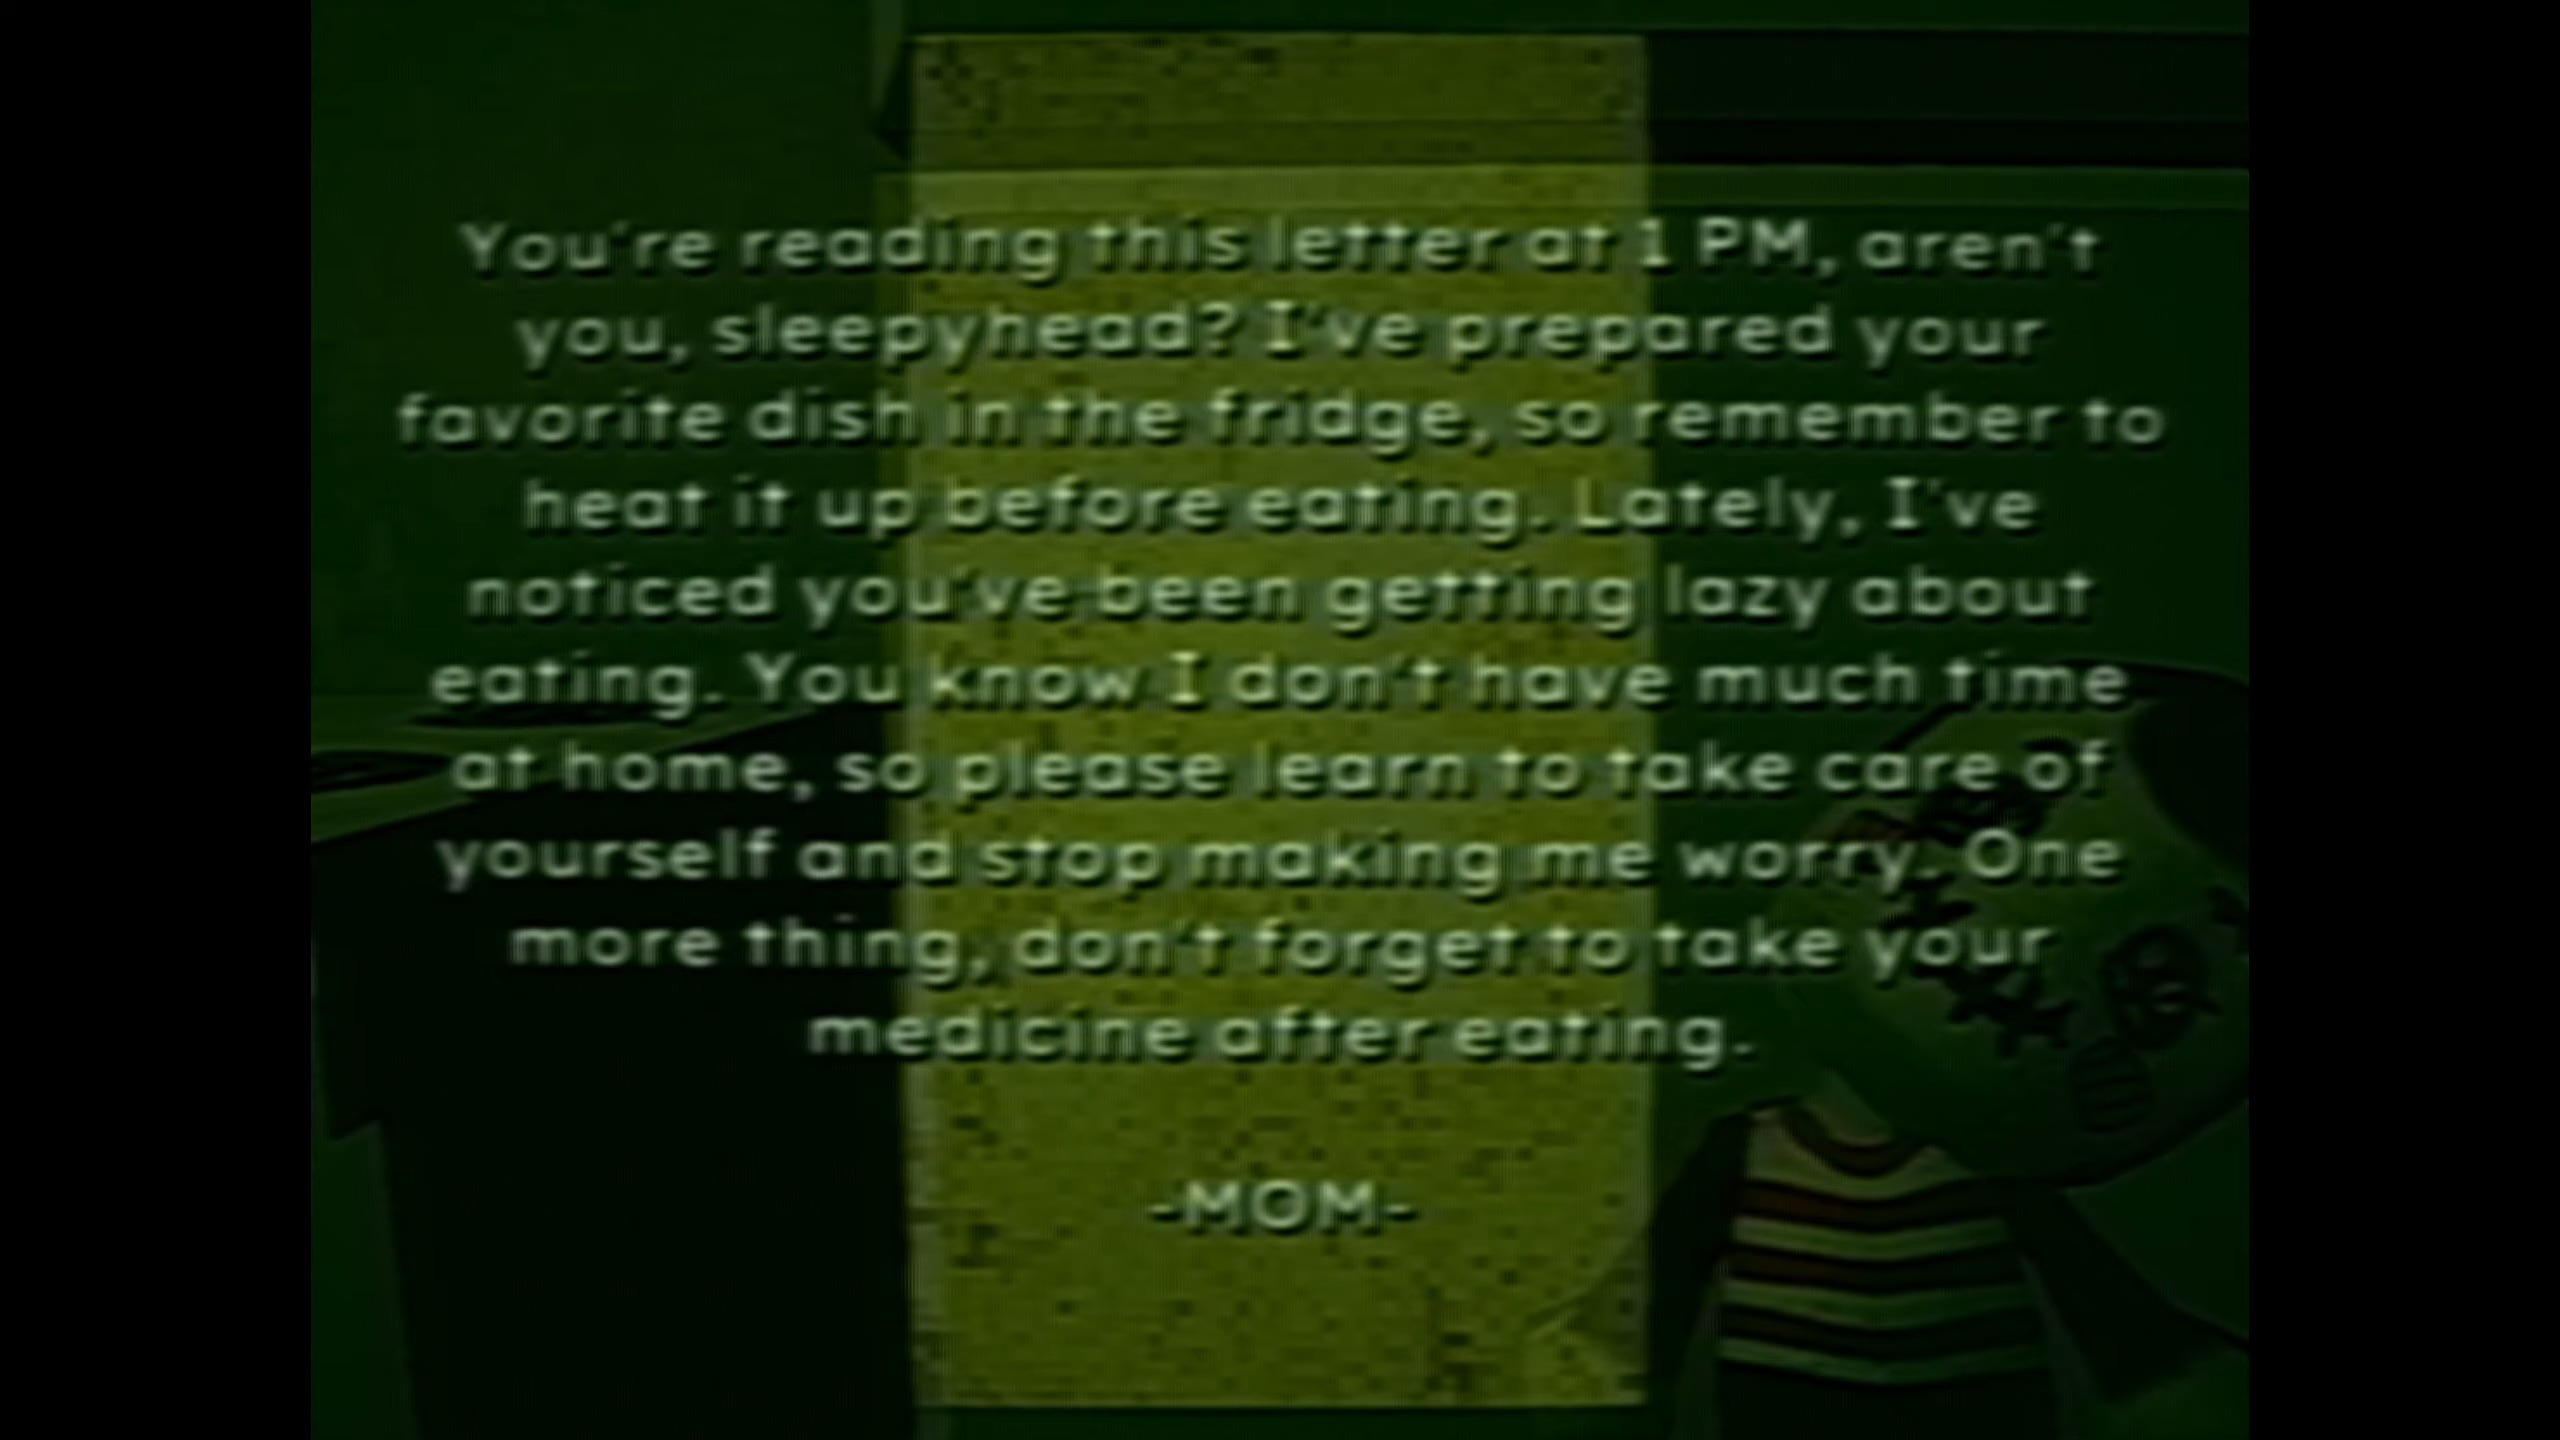 You're reading this letter at 1 PM, aren't
you, sleepyhead? I've prepared your
favorite dish in the fridge, so remember to
heat it up before eating. Lately, I've
noticed you've been getting lazy about
eating. You know I don't have much time
at home, so please learn to take care of
yourself and stop making me worry. One
more thing, don't forget to take your
medicine after eating.
-MOM-